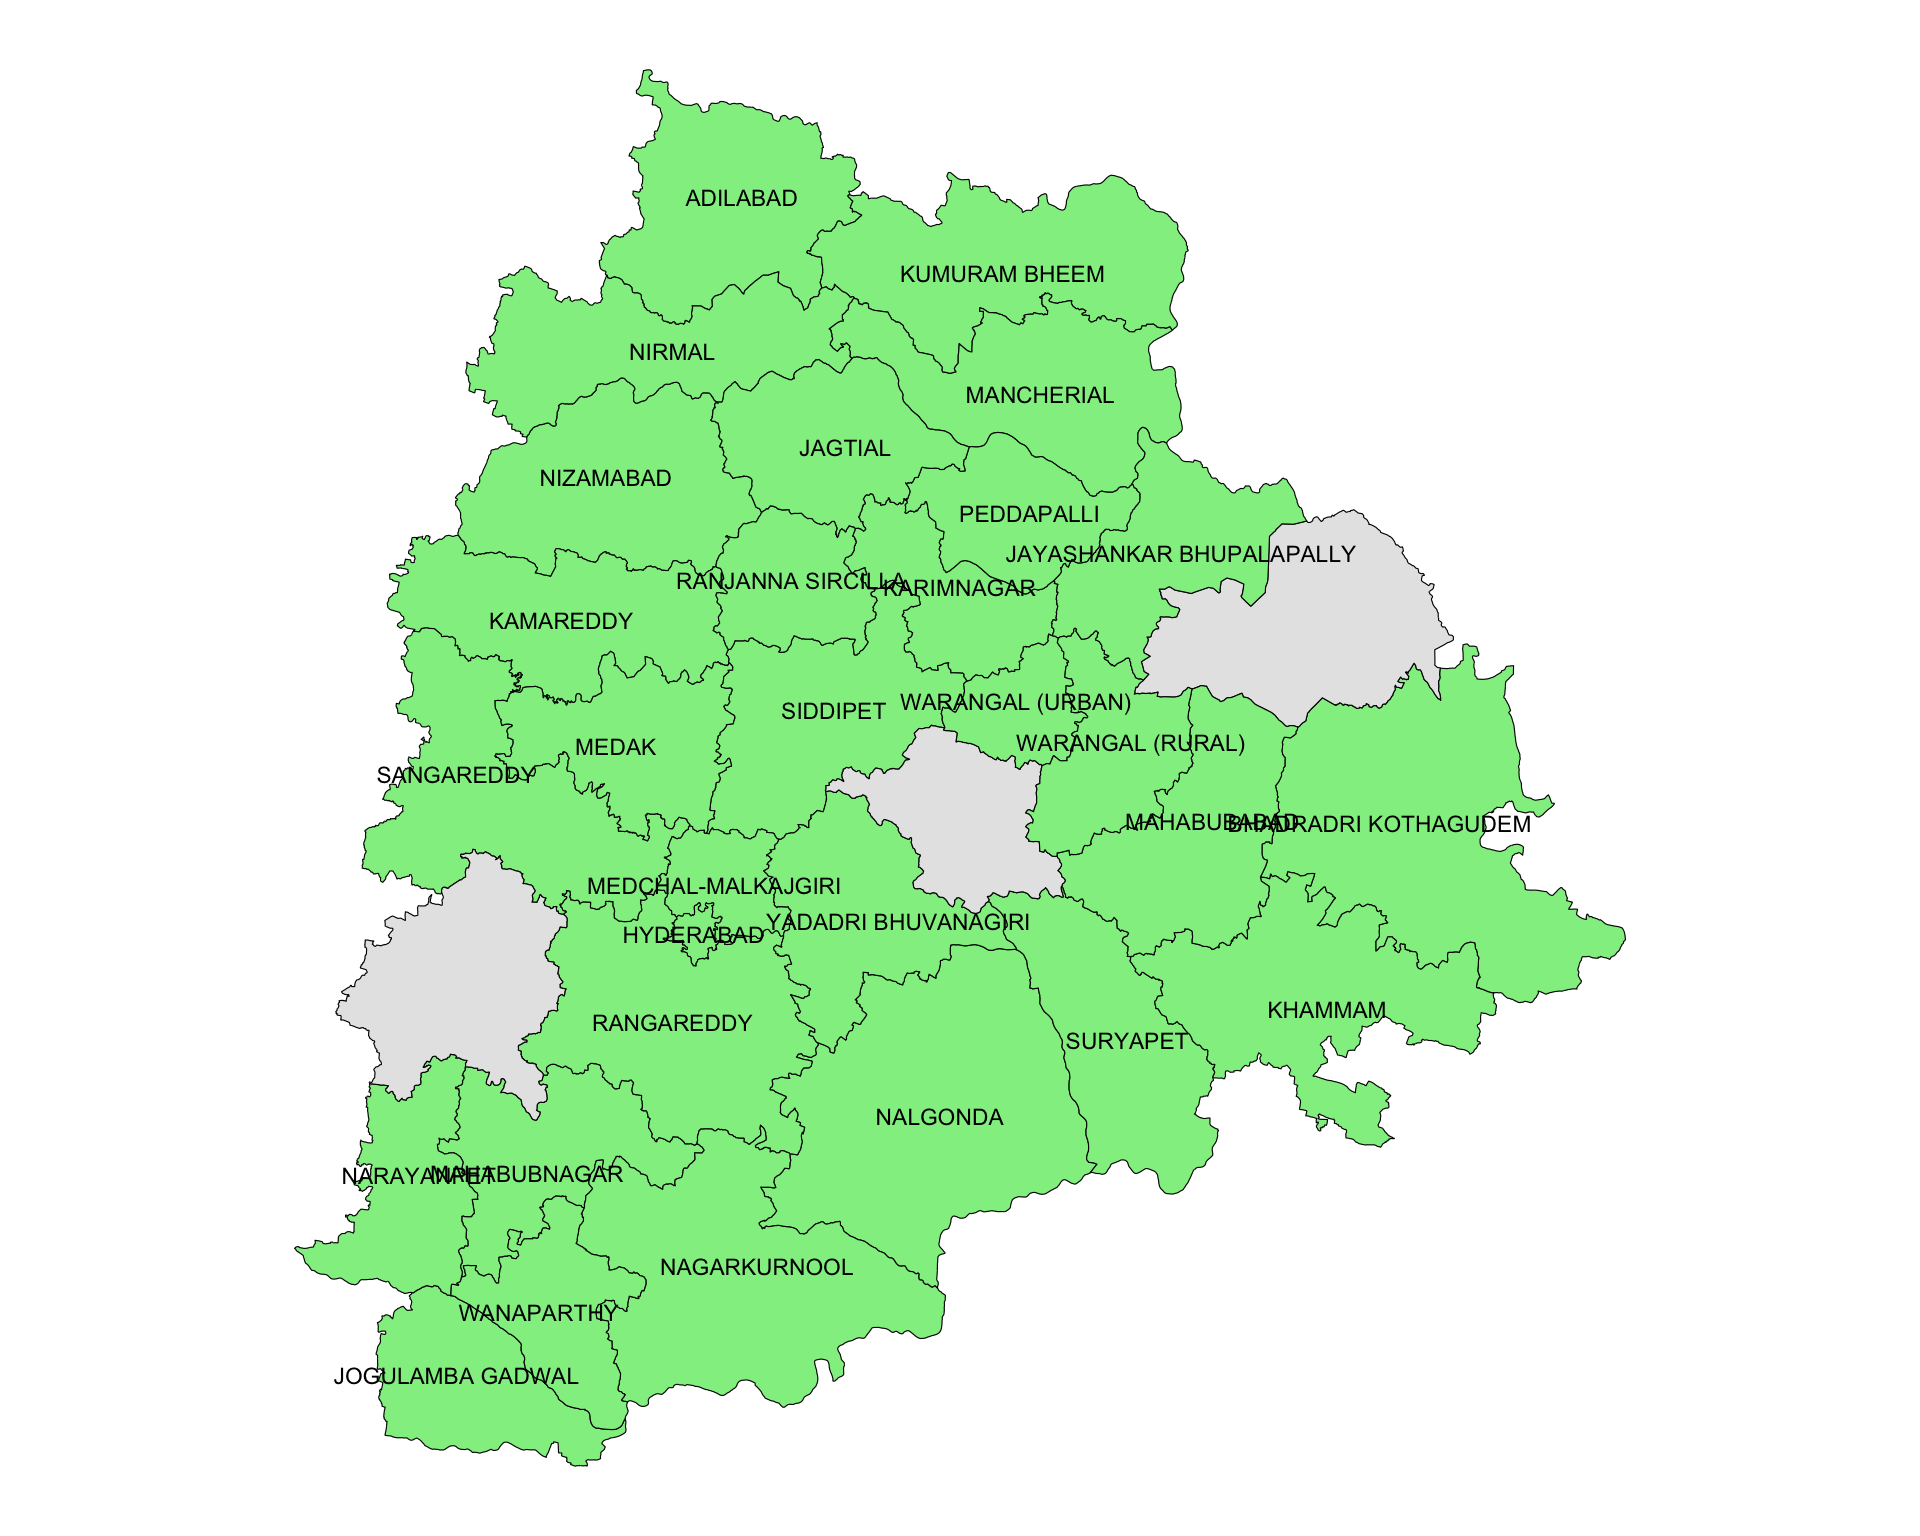 ADILABAD
KUMURAM BHEEM
NIRMAL
MANCHERIAL
JAGTIAL
NIZAMABAD
PEDDAPALLI
JAYASHANKAR BHUPALAPALLY
RANJANNA SIRCILLA
KARIMNAGAR
KAMAREDDY
WARANGAL (URBAN)
SIDDIPET
WARANGAL (RURAL)
MEDAK
SANGAREDDY
MAHABUBABAD
BHADRADRI KOTHAGUDEM
MEDCHAL-MALKAJGIRI
YADADRI BHUVANAGIRI
HYDERABAD
KHAMMAM
RANGAREDDY
SURYAPET
NALGONDA
NARAYANPET
MAHABUBNAGAR
NAGARKURNOOL
WANAPARTHY
JOGULAMBA GADWAL